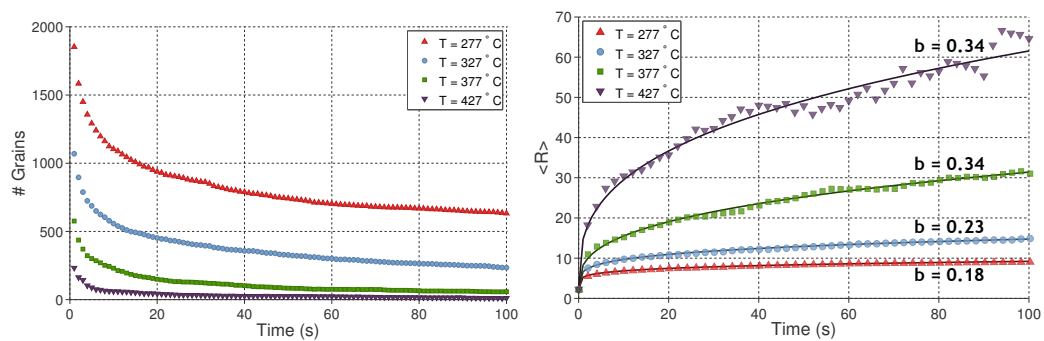 2000
1500
1000
500
0
# Grains
0 20 40 60 80 100
Time (s)
T = 277 ° C
T = 327 ° C
T = 377 ° C
T = 427 ° C
70
60
50
40
30
20
10
0
<R>
0 20 40 60 80 100
Time (s)
T = 277 ° C
T = 327 ° C
T = 377 ° C
T = 427 ° C
b = 0.34
b = 0.34
b = 0.23
b = 0.18